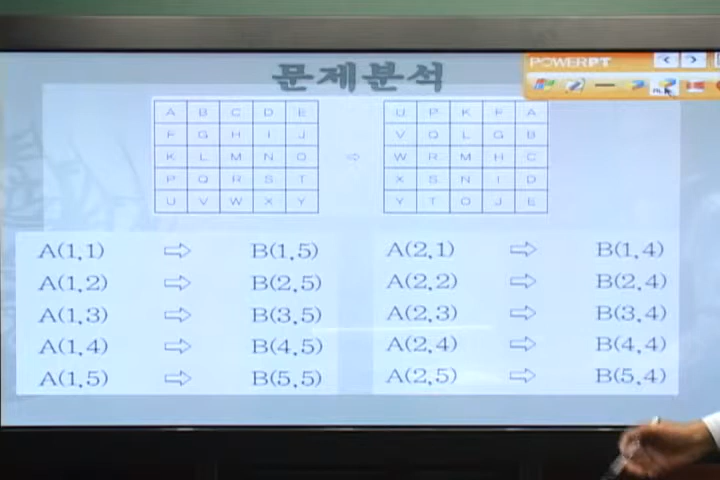 문제분석
POWERPT
A B C D E
F G H I J
K L M N O
P Q R S T
U V W X Y
⇨
U P K F A
V Q L G B
W R M H C
X S N I D
Y T O J E
A(1,1) ⇨ B(1,5)
A(1,2) ⇨ B(2,5)
A(1,3) ⇨ B(3,5)
A(1,4) ⇨ B(4,5)
A(1,5) ⇨ B(5,5)
A(2,1) ⇨ B(1,4)
A(2,2) ⇨ B(2,4)
A(2,3) ⇨ B(3,4)
A(2,4) ⇨ B(4,4)
A(2,5) ⇨ B(5,4)